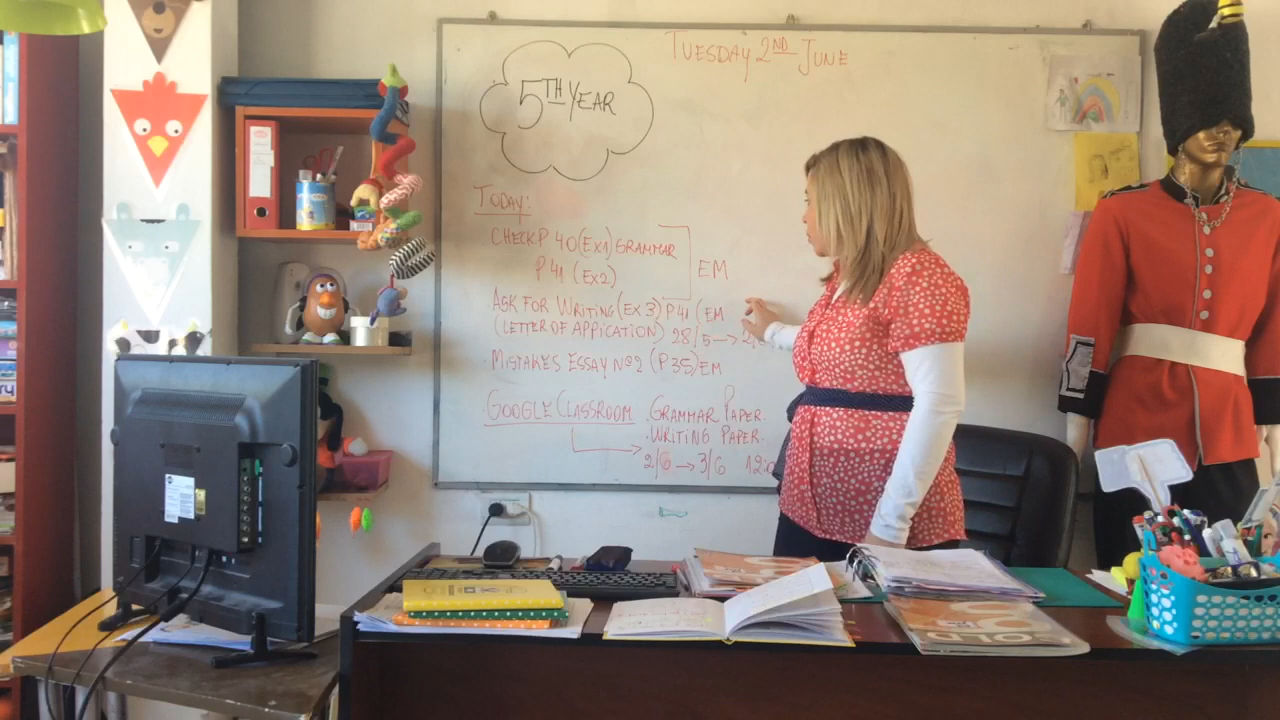 TUESDAY 2ND JUNE
5TH YEAR
TODAY:
CHECK P 40 (EX1) GRAMMAR
P 41 (EX2)
EM
ASK FOR WRITING (EX 3) P 41 (EM
(LETTER OF APPICATION) 28/5 →
MISTAKES ESSAY Nº2 (P 35) EM
GOOGLE CLASSROOM . GRAMMAR PAPER.
. WRITING PAPER.
2/6 → 3/6 12:
OLD